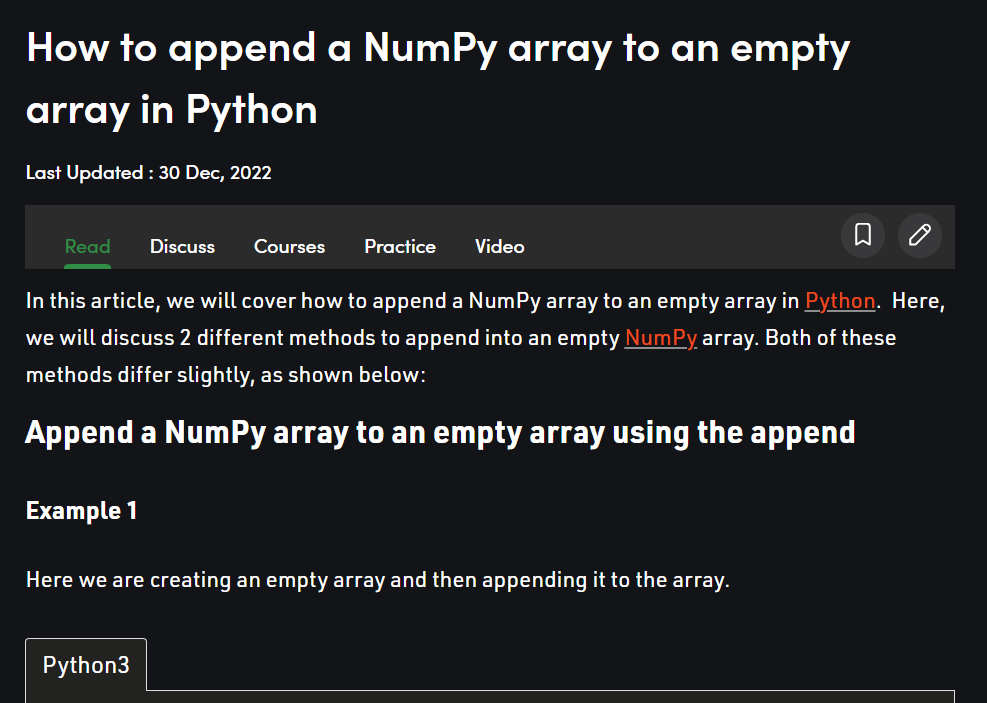 How to append a NumPy array to an empty
array in Python
Last Updated : 30 Dec, 2022
Read Discuss Courses Practice Video
In this article, we will cover how to append a NumPy array to an empty array in Python.  Here,
we will discuss 2 different methods to append into an empty NumPy array. Both of these
methods differ slightly, as shown below:
Append a NumPy array to an empty array using the append
Example 1
Here we are creating an empty array and then appending it to the array.
Python3